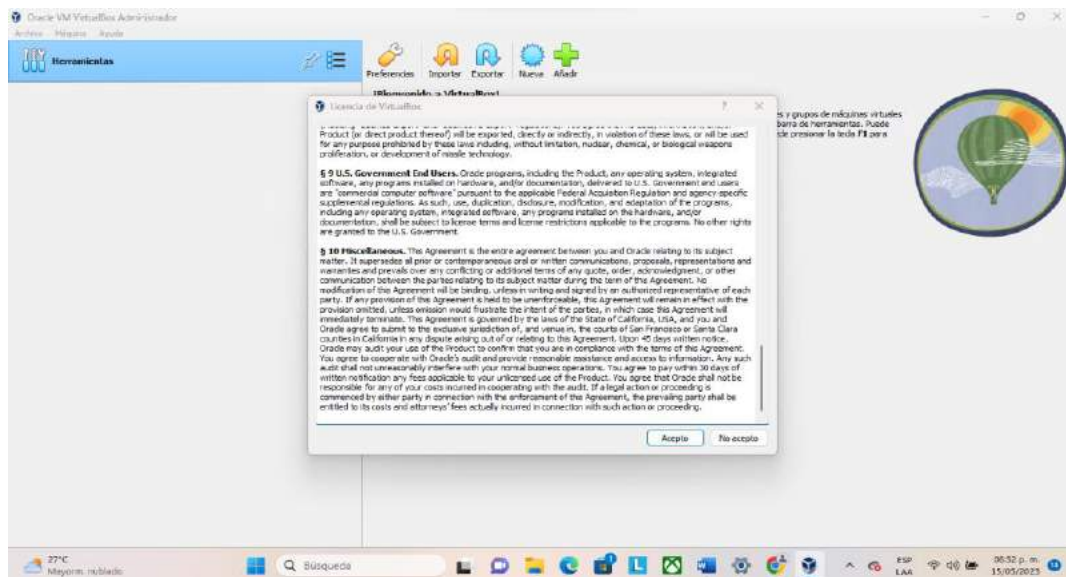 Oracle VM VirtualBox Administrador
Archivo Máquina Ayuda
Herramientas
Preferencias Importar Exportar Nueva Añadir
¡Bienvenido a VirtualBox!
Licencia de VirtualBox
es y grupos de máquinas virtuales
barra de herramientas. Puede
de presionar la tecla F1 para
Product (or direct product thereof) will be exported, directly or indirectly, in violation of these laws, or will be used
for any purpose prohibited by these laws including, without limitation, nuclear, chemical, or biological weapons
proliferation, or development of missile technology.
§ 9 U.S. Government End Users. Oracle programs, including the Product, any operating system, integrated
software, any programs installed on hardware, and/or documentation, delivered to U.S. Government end users
are "commercial computer software" pursuant to the applicable Federal Acquisition Regulation and agency-specific
supplemental regulations. As such, use, duplication, disclosure, modification, and adaptation of the programs,
including any operating system, integrated software, any programs installed on the hardware, and/or
documentation, shall be subject to license terms and license restrictions applicable to the programs. No other rights
are granted to the U.S. Government.
§ 10 Miscellaneous. This Agreement is the entire agreement between you and Oracle relating to its subject
matter. It supersedes all prior or contemporaneous oral or written communications, proposals, representations and
warranties and prevails over any conflicting or additional terms of any quote, order, acknowledgment, or other
communication between the parties relating to its subject matter during the term of this Agreement. No
modification of this Agreement will be binding, unless in writing and signed by an authorized representative of each
party. If any provision of this Agreement is held to be unenforceable, this Agreement will remain in effect with the
provision omitted, unless omission would frustrate the intent of the parties, in which case this Agreement will
immediately terminate. This Agreement is governed by the laws of the State of California, USA, and you and
Oracle agree to submit to the exclusive jurisdiction of, and venue in, the courts of San Francisco or Santa Clara
counties in California in any dispute arising out of or relating to this Agreement. Upon 45 days written notice,
Oracle may audit your use of the Product to confirm that you are in compliance with the terms of this Agreement.
You agree to cooperate with Oracle's audit and provide reasonable assistance and access to information. Any such
audit shall not unreasonably interfere with your normal business operations. You agree to pay within 30 days of
written notification any fees applicable to your unlicensed use of the Product. You agree that Oracle shall not be
responsible for any of your costs incurred in cooperating with the audit. If a legal action or proceeding is
commenced by either party in connection with the enforcement of this Agreement, the prevailing party shall be
entitled to its costs and attorneys' fees actually incurred in connection with such action or proceeding.
Acepto No acepto
27°C
Mayorm. nublado
Búsqueda
ESP
LAA
06:52 p. m.
15/05/2023